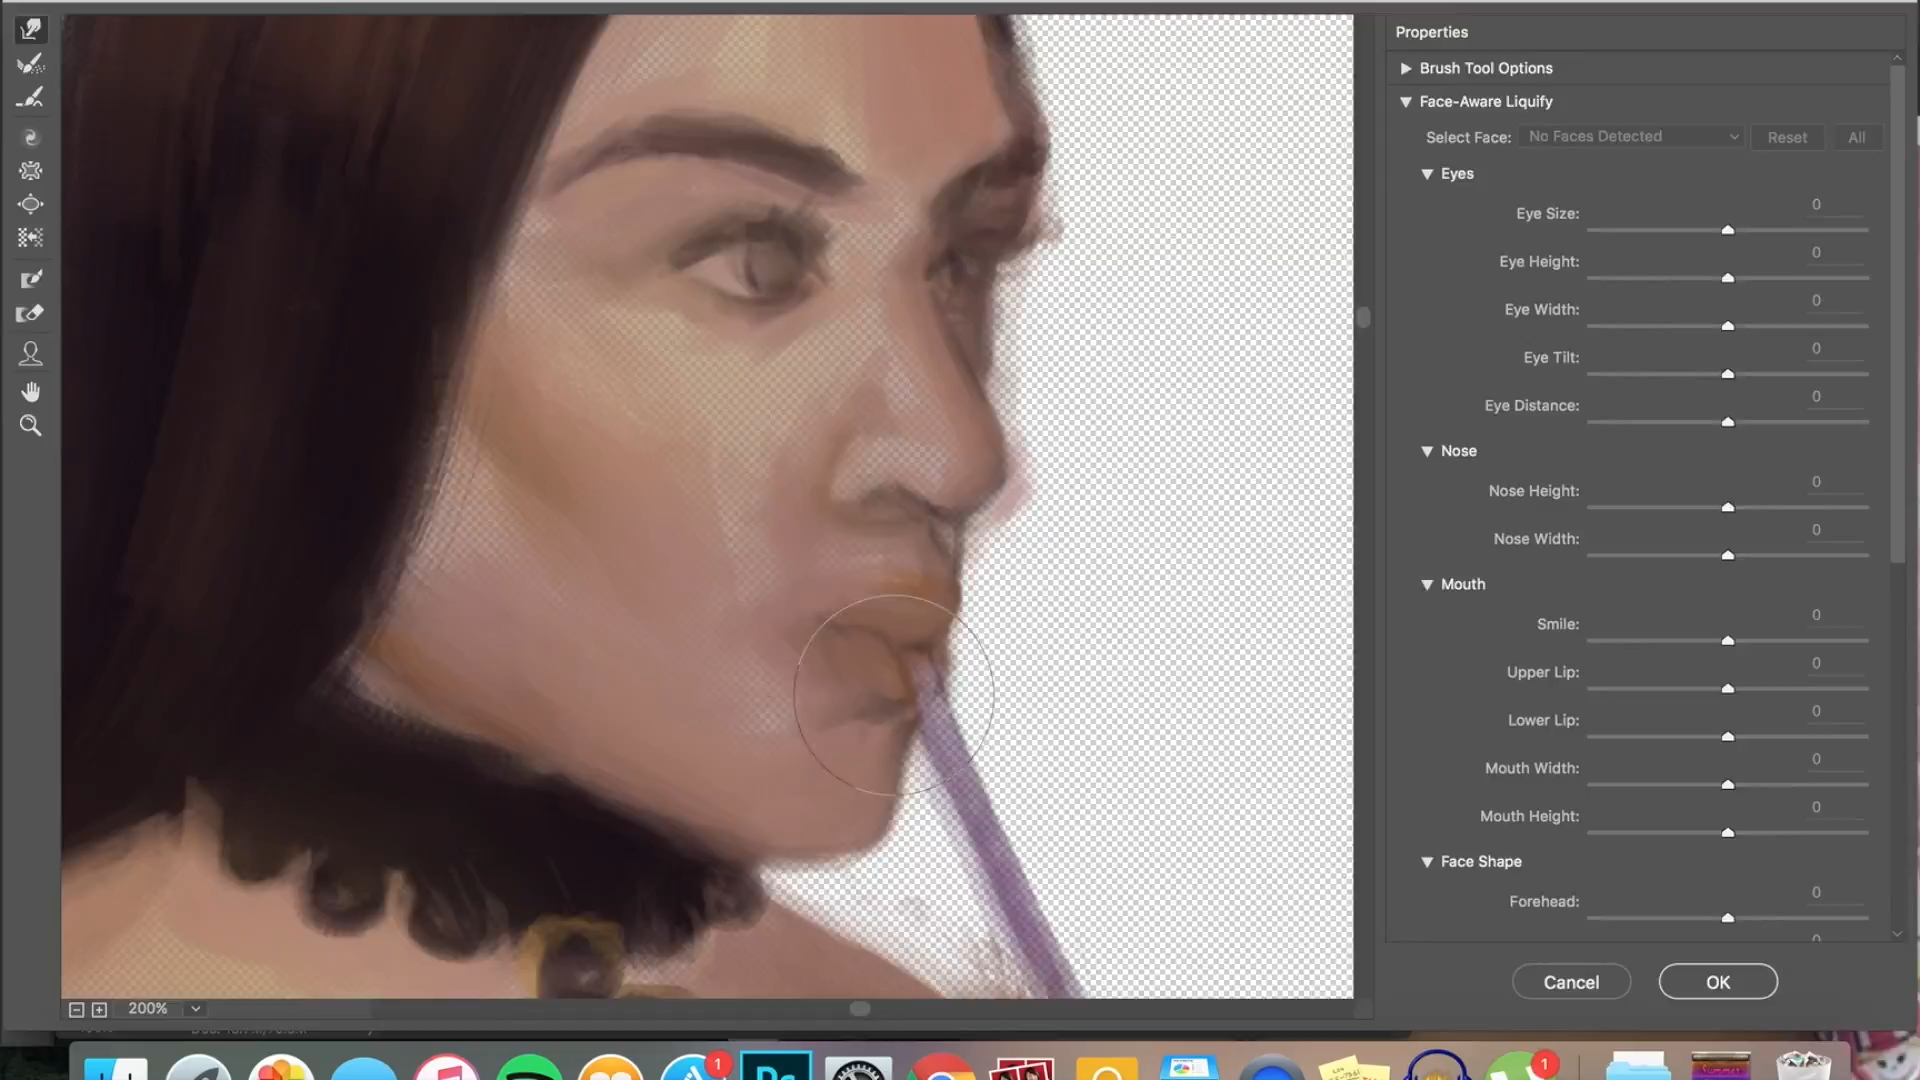 Properties
Brush Tool Options
Face-Aware Liquify
Select Face: No Faces Detected Reset All
Eyes
Eye Size: 0
Eye Height: 0
Eye Width: 0
Eye Tilt: 0
Eye Distance: 0
Nose
Nose Height: 0
Nose Width: 0
Mouth
Smile: 0
Upper Lip: 0
Lower Lip: 0
Mouth Width: 0
Mouth Height: 0
Face Shape
Forehead: 0
0
Cancel OK
200%
1 Ps 1